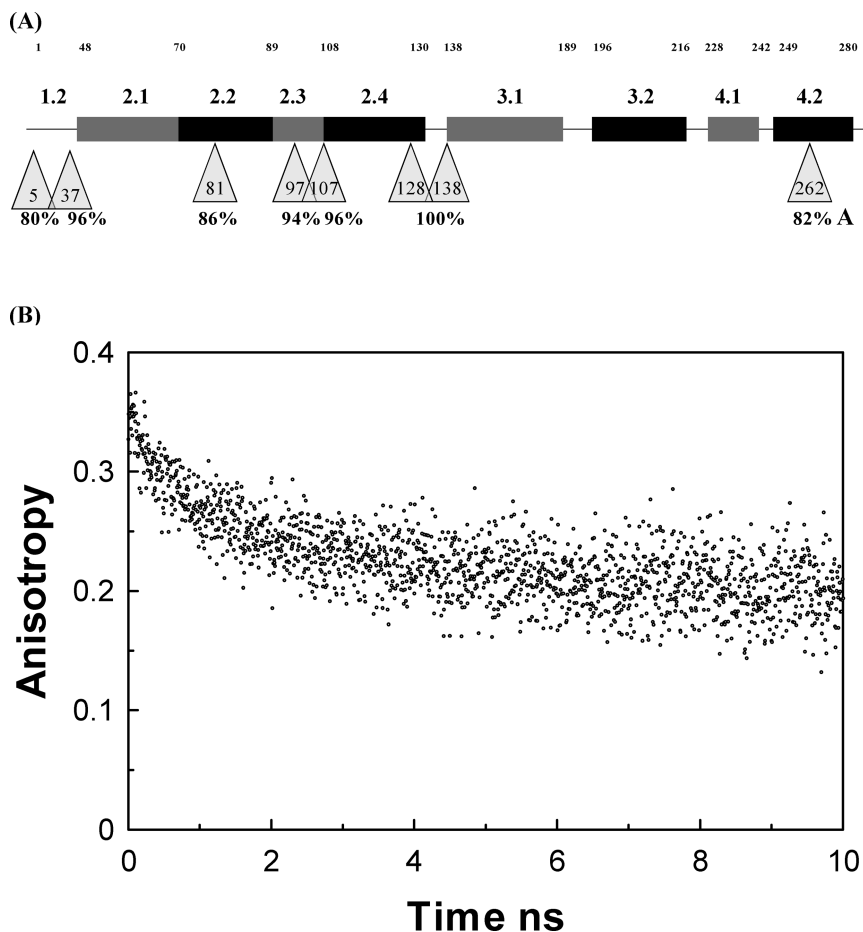 (A)
1 48 70 89 108 130 138 189 196 216 228 242 249 280
1.2 2.1 2.2 2.3 2.4 3.1 3.2 4.1 4.2
5 37 81 97 107 128 138 262
80% 96% 86% 94% 96% 100% 82% A
(B)
0.4
0.3
0.2
0.1
0
Anisotropy
0 2 4 6 8 10
Time ns